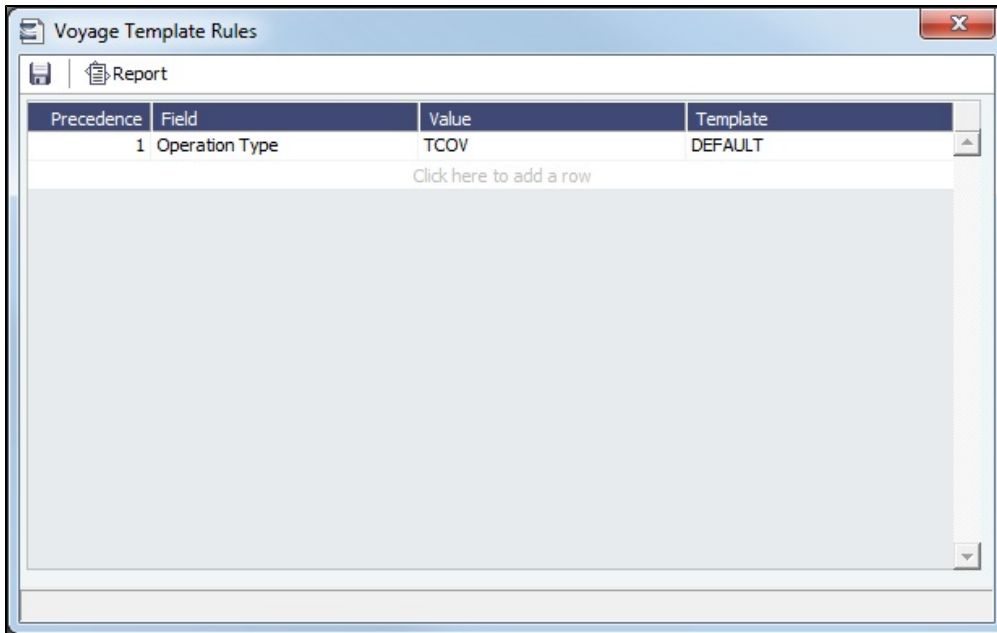 Voyage Template Rules
Report
Precedence Field Value Template
1 Operation Type TCOV DEFAULT
Click here to add a row